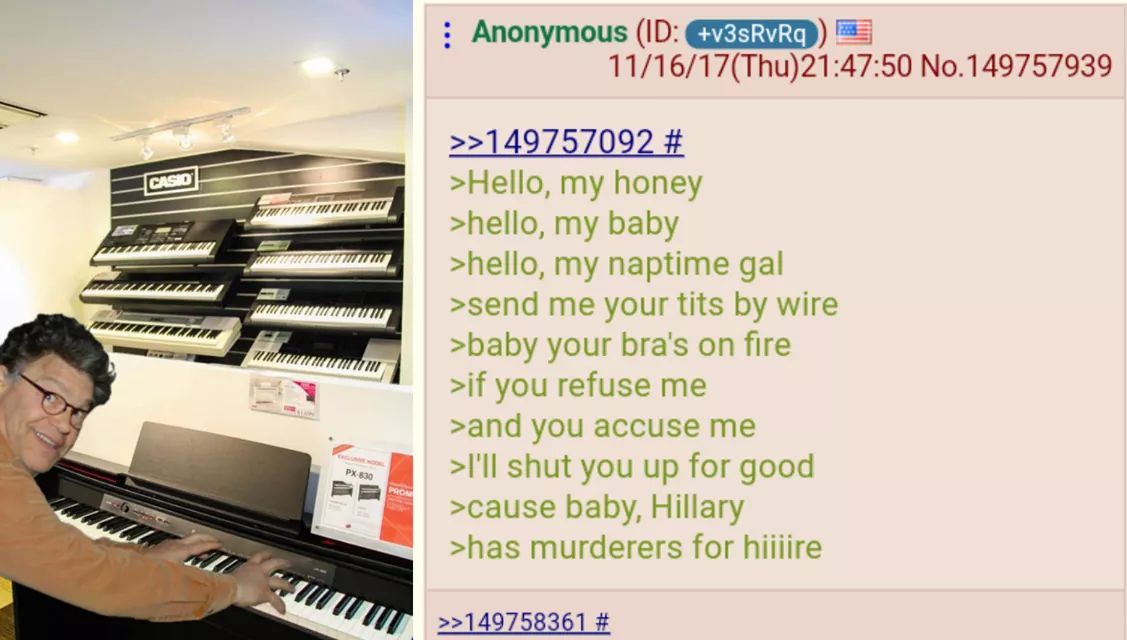 CASIO
EXCLUSIVE MODEL
PX-830
PROM
Anonymous (ID: +v3sRvRq)
11/16/17(Thu)21:47:50 No.149757939
>>149757092 #
>Hello, my honey
>hello, my baby
>hello, my naptime gal
>send me your tits by wire
>baby your bra's on fire
>if you refuse me
>and you accuse me
>I'll shut you up for good
>cause baby, Hillary
>has murderers for hiiiire
>>149758361 #